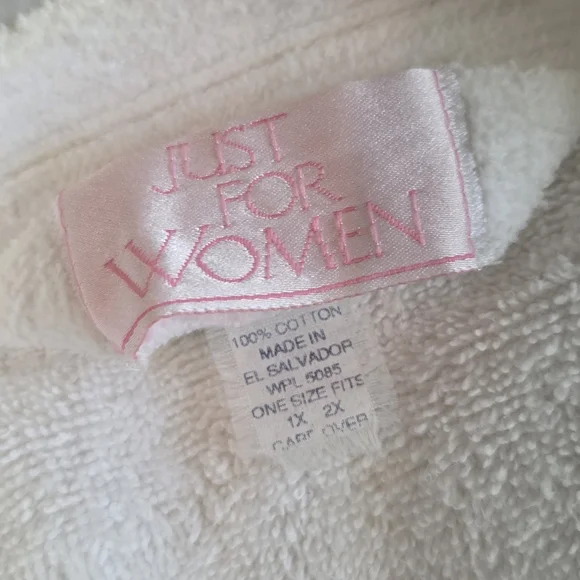 JUST
FOR
WOMEN
100% COTTON
MADE IN
EL SALVADOR
WPL 5085
ONE SIZE FITS
1X 2X
CARE OVER